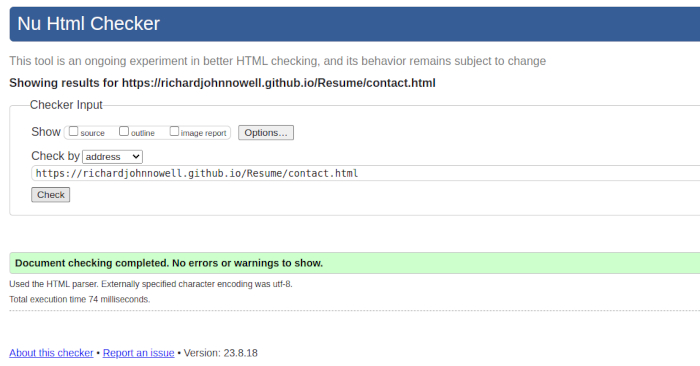 Nu Html Checker
This tool is an ongoing experiment in better HTML checking, and its behavior remains subject to change
Showing results for https://richardjohnnowell.github.io/Resume/contact.html
Checker Input
Show source outline image report Options...
Check by address
https://richardjohnnowell.github.io/Resume/contact.html
Check
Document checking completed. No errors or warnings to show.
Used the HTML parser. Externally specified character encoding was utf-8.
Total execution time 74 milliseconds.
About this checker • Report an issue • Version: 23.8.18